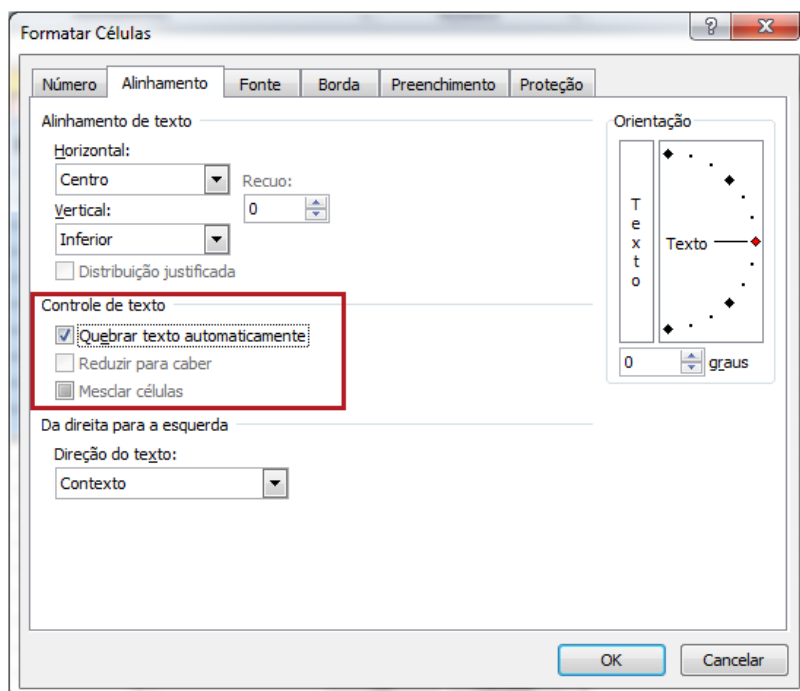 Formatar Células
?
X
Número Alinhamento Fonte Borda Preenchimento Proteção
Alinhamento de texto
Horizontal:
Centro
Recuo:
0
Vertical:
Inferior
Distribuição justificada
Controle de texto
Quebrar texto automaticamente
Reduzir para caber
Mesclar células
Da direita para a esquerda
Direção do texto:
Contexto
Orientação
Texto
Texto
0 graus
OK Cancelar